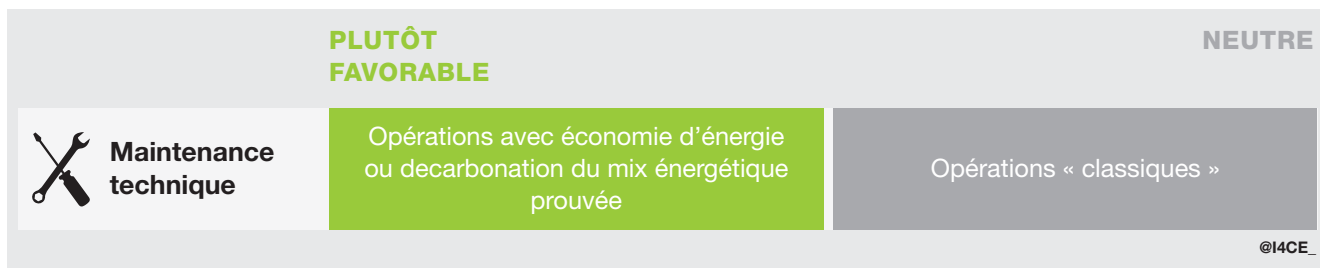 PLUTÔT
FAVORABLE
NEUTRE
Maintenance
technique
Opérations avec économie d’énergie
ou decarbonation du mix énergétique
prouvée
Opérations « classiques »
@I4CE_